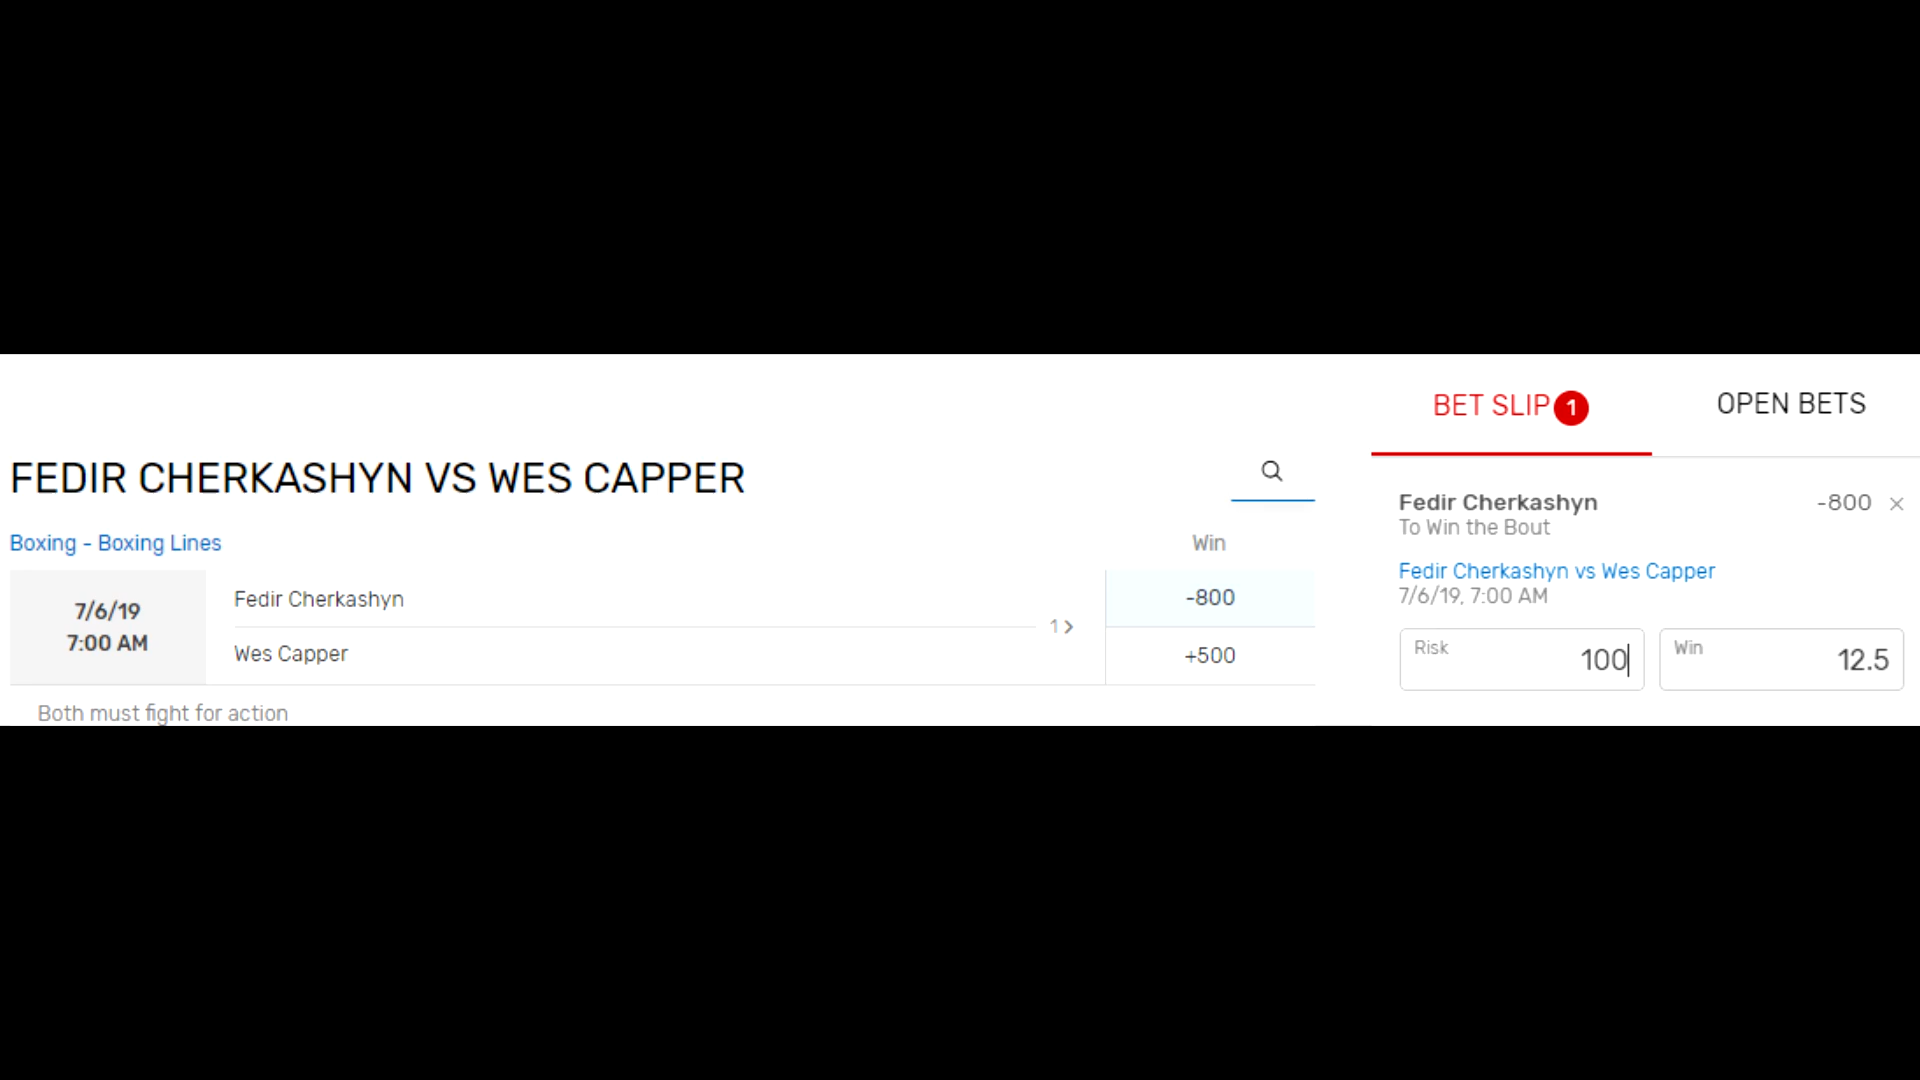 BET SLIP 1
OPEN BETS
FEDIR CHERKASHYN VS WES CAPPER
Boxing - Boxing Lines
Win
7/6/19
7:00 AM
Fedir Cherkashyn
-800
1 >
Wes Capper
+500
Both must fight for action
Fedir Cherkashyn
-800 ×
To Win the Bout
Fedir Cherkashyn vs Wes Capper
7/6/19, 7:00 AM
Risk
100
Win
12.5